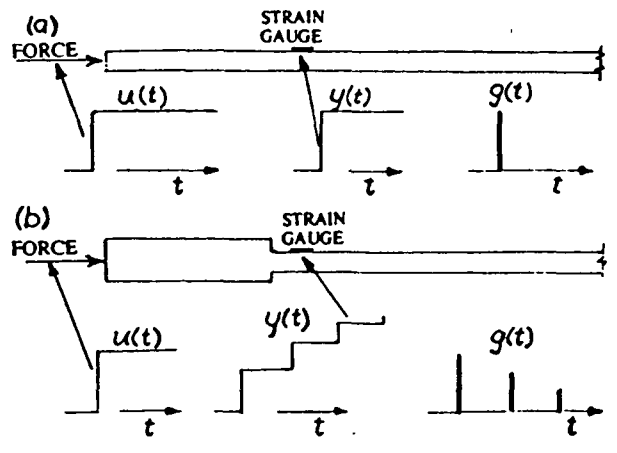 (a)
FORCE
STRAIN
GAUGE
u(t)
y(t)
g(t)
t
t
t
(b)
FORCE
STRAIN
GAUGE
u(t)
y(t)
g(t)
t
t
t